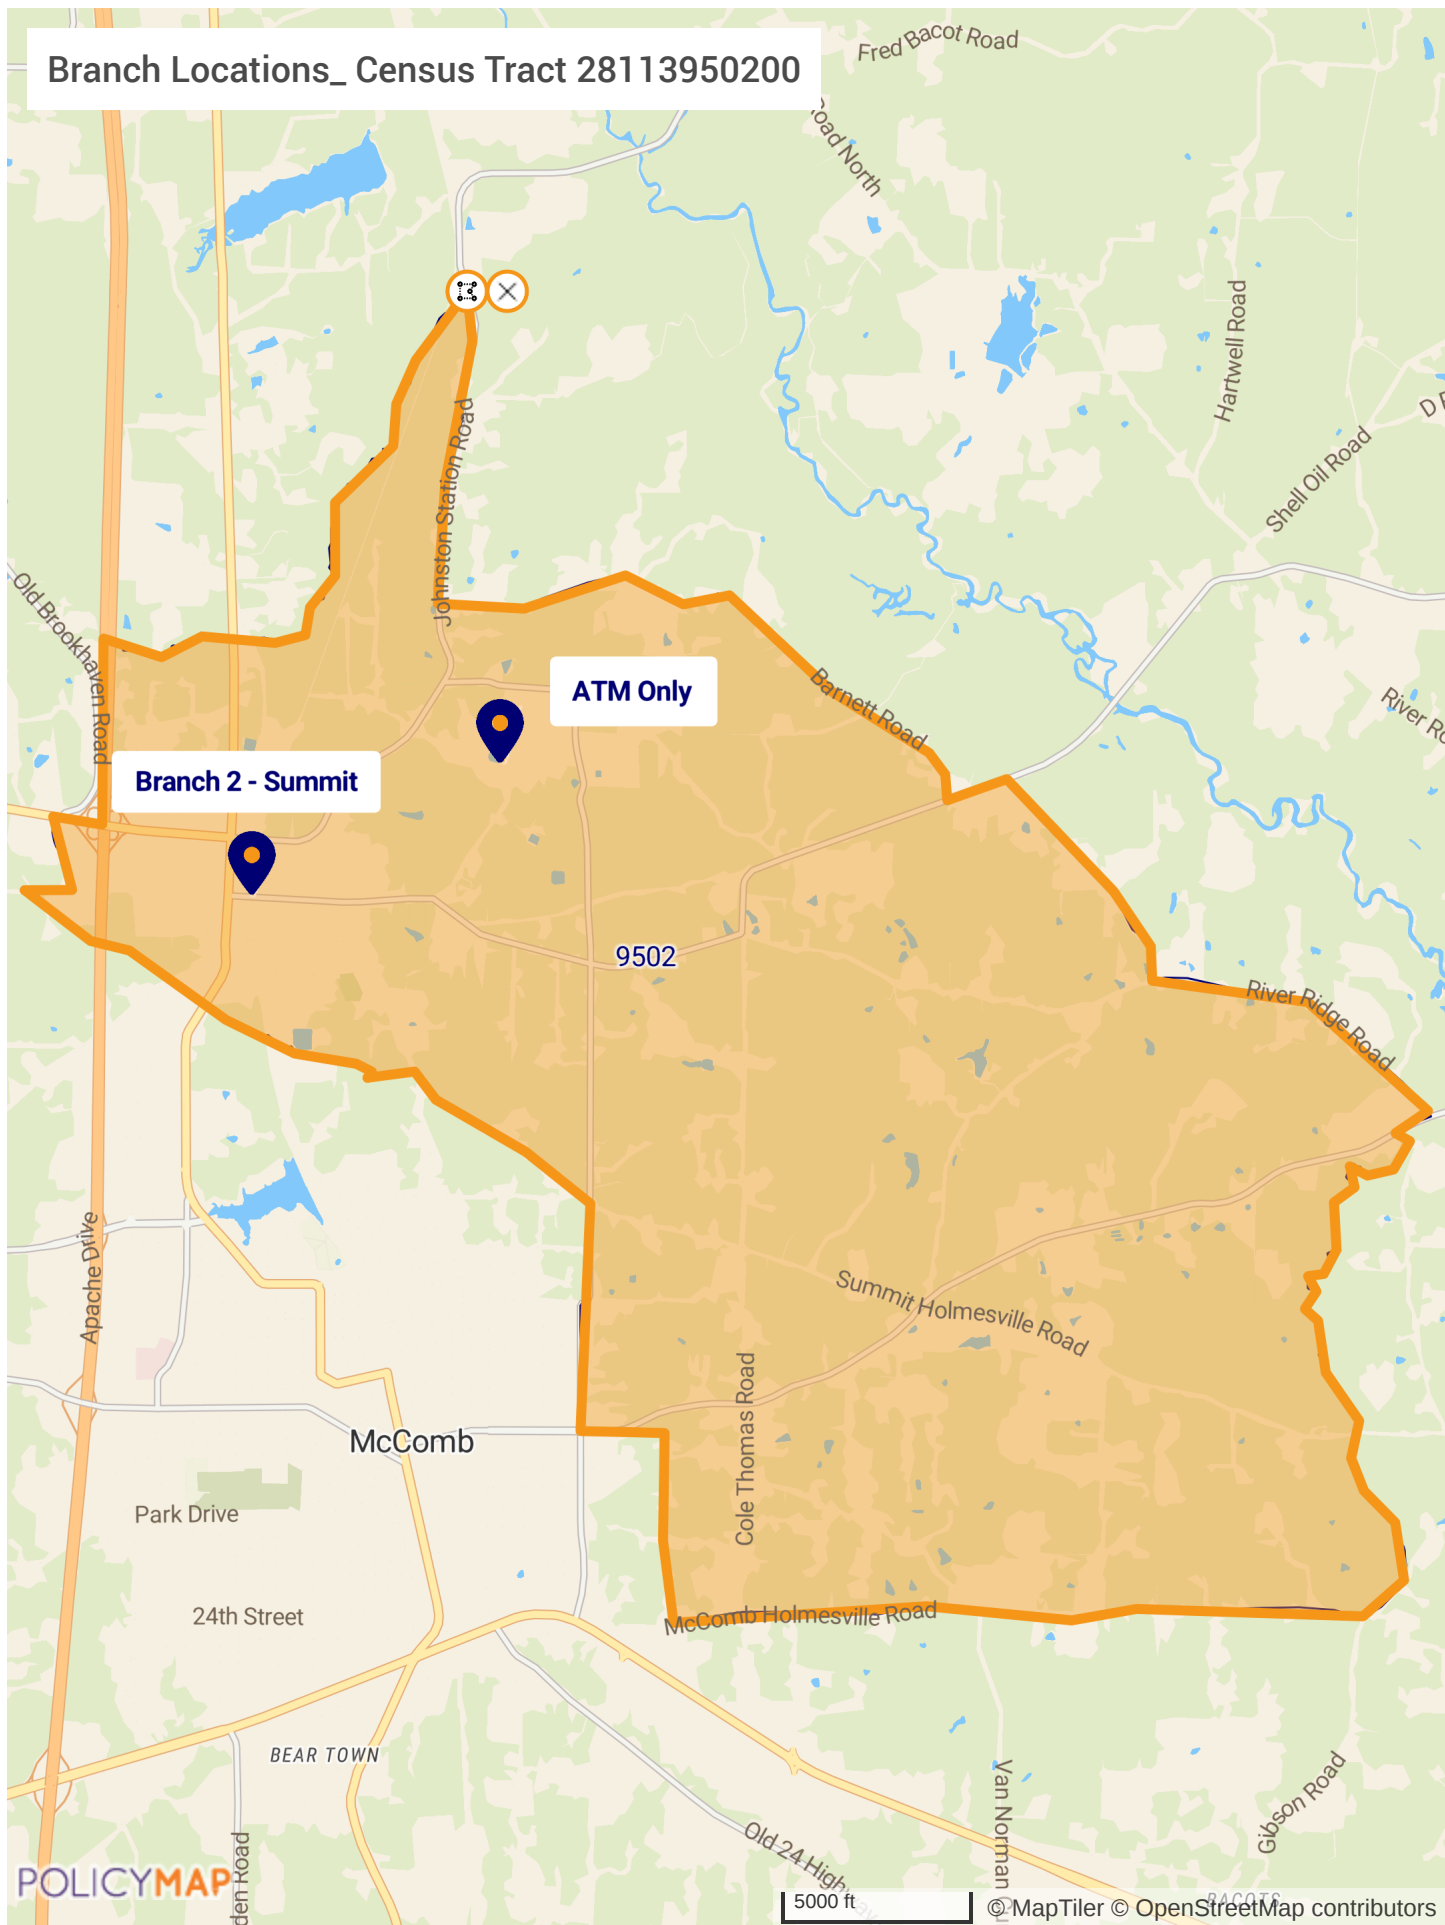 Fred Bacot Road
Branch Locations_ Census Tract 28113950200
Road North
Hartwell Road
Shell Oil Road
Johnston Station Road
Old Brookhaven Road
ATM Only
Barnett Road
Branch 2 - Summit
9502
River Ridge Road
Apache Drive
Summit Holmesville Road
Cole Thomas Road
McComb
Park Drive
24th Street
McComb Holmesville Road
BEAR TOWN
Van Norman
Gibson Road
Old 24 High
POLICYMAP
den Road
5000 ft
BACOTS
© MapTiler © OpenStreetMap contributors